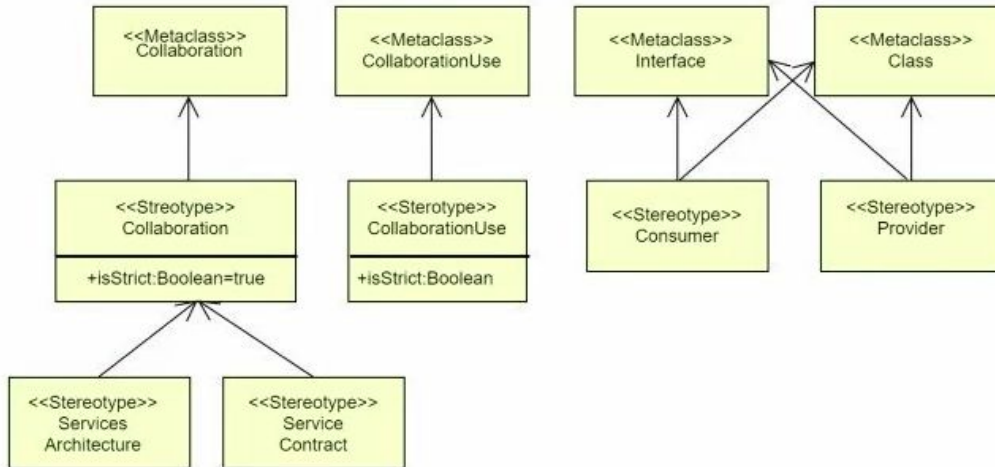 <<Metaclass>>
Collaboration
<<Metaclass>>
CollaborationUse
<<Metaclass>>
Interface
<<Metaclass>>
Class
<<Streotype>>
Collaboration
+isStrict:Boolean=true
<<Sterotype>>
CollaborationUse
+isStrict:Boolean
<<Stereotype>>
Consumer
<<Stereotype>>
Provider
<<Stereotype>>
Services
Architecture
<<Stereotype>>
Service
Contract